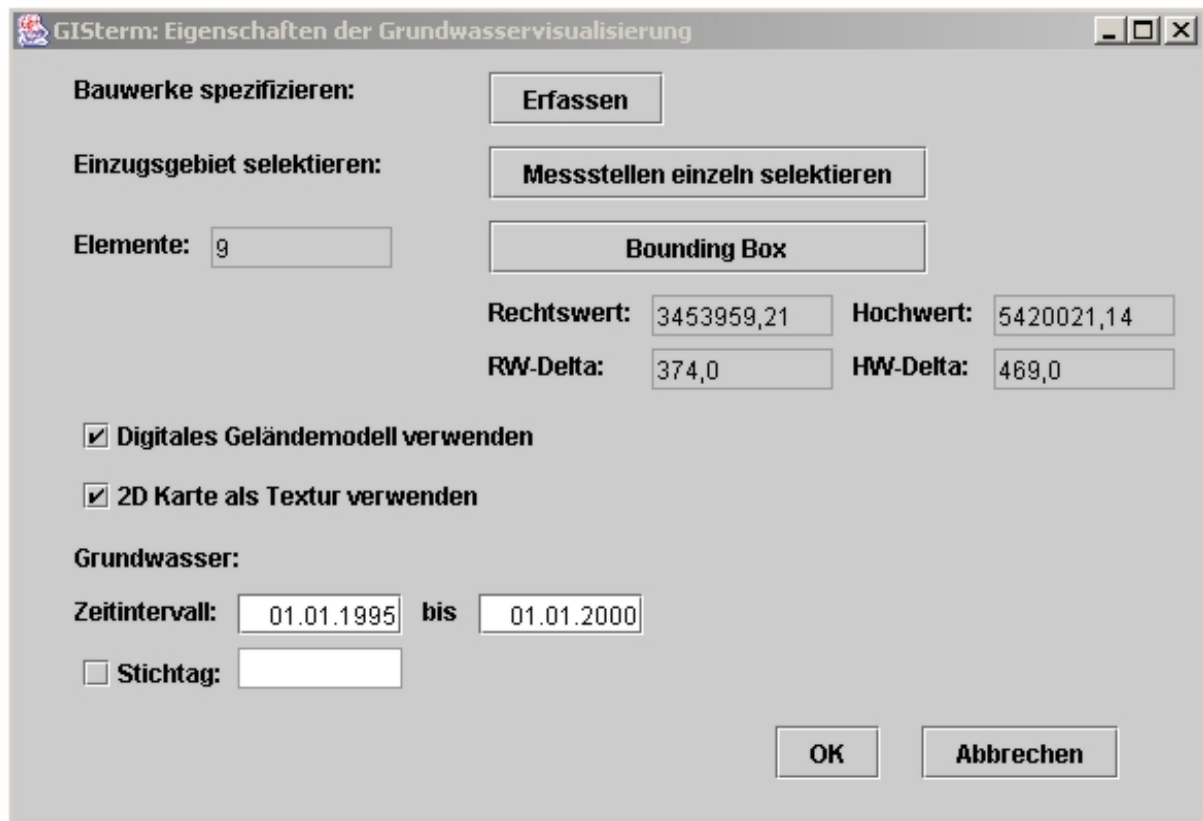 GISterm: Eigenschaften der Grundwasservisualisierung
Bauwerke spezifizieren: Erfassen
Einzugsgebiet selektieren: Messstellen einzeln selektieren
Elemente: 9 Bounding Box
Rechtswert: 3453959,21 Hochwert: 5420021,14
RW-Delta: 374,0 HW-Delta: 469,0
Digitales Geländemodell verwenden
2D Karte als Textur verwenden
Grundwasser:
Zeitintervall: 01.01.1995 bis 01.01.2000
Stichtag:
OK Abbrechen